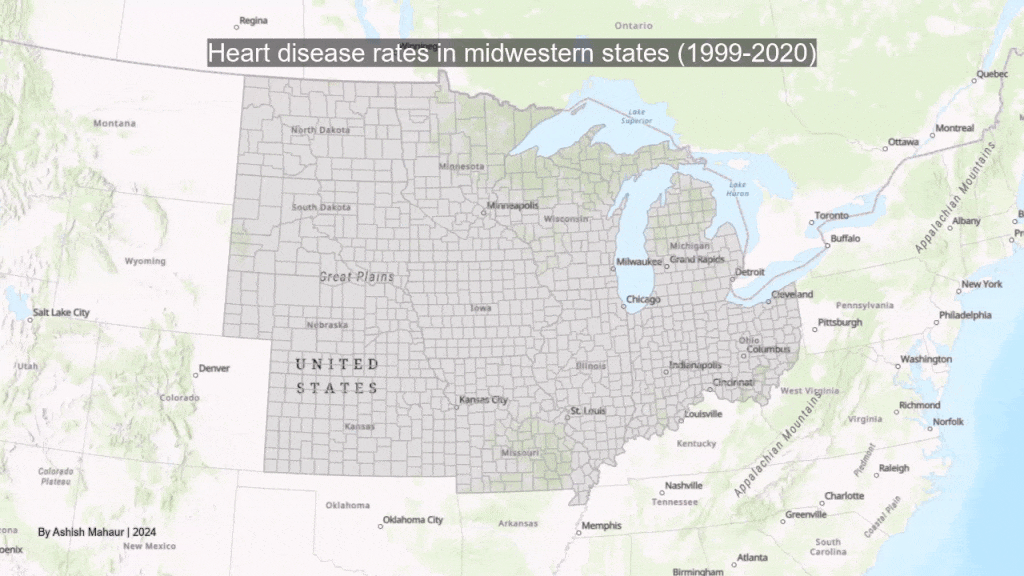 Regina
Ontario
Winnipeg
Heart disease rates in midwestern states (1999-2020)
Quebec
Lake
Superior
Montana
North Dakota
Montreal
Ottawa
Minnesota
Lake
Huron
Appalachian Mountains
South Dakota
Minneapolis
Wisconsin
Toronto
Albany
Buffalo
Michigan
Wyoming
Milwaukee
Grand Rapids
Great Plains
Detroit
New York
Cleveland
Chicago
Pennsylvania
Salt Lake City
Iowa
Philadelphia
Nebraska
Pittsburgh
Ohio
Columbus
UNITED
STATES
Washington
Utah
Denver
Illinois
Indianapolis
Cincinnati
West Virginia
Colorado
Kansas City
St. Louis
Richmond
Louisville
Virginia
Norfolk
Kansas
Kentucky
Missouri
Appalachian Mountains
Piedmont
Colorado
Plateau
Raleigh
Nashville
Tennessee
Charlotte
Oklahoma
Greenville
Coastal Plain
Oklahoma City
Arkansas
Memphis
By Ashish Mahaur | 2024
zona
oenix
New Mexico
South
Carolina
Atlanta
Birmingham